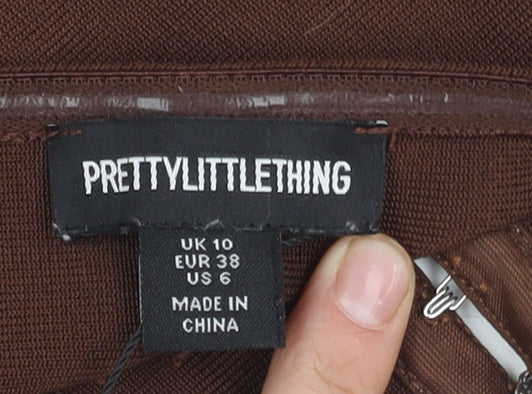 PRETTYLITTLETHING
UK 10
EUR 38
US 6
MADE IN
CHINA